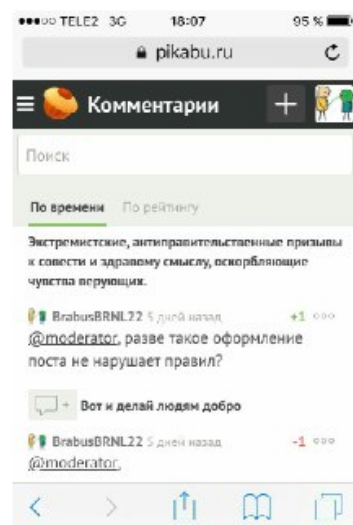 TELE2 3G 18:07 95 %
pikabu.ru
Комментарии
Поиск
По времени По рейтингу
Экстремистские, антиправительственные призывы
к совести и здравому смыслу, оскорбляющие
чувства верующих.
BrabusBRNL22 5 дней назад +1
@moderator, разве такое оформление
поста не нарушает правил?
Вот и делай людям добро
BrabusBRNL22 5 дней назад -1
@moderator,